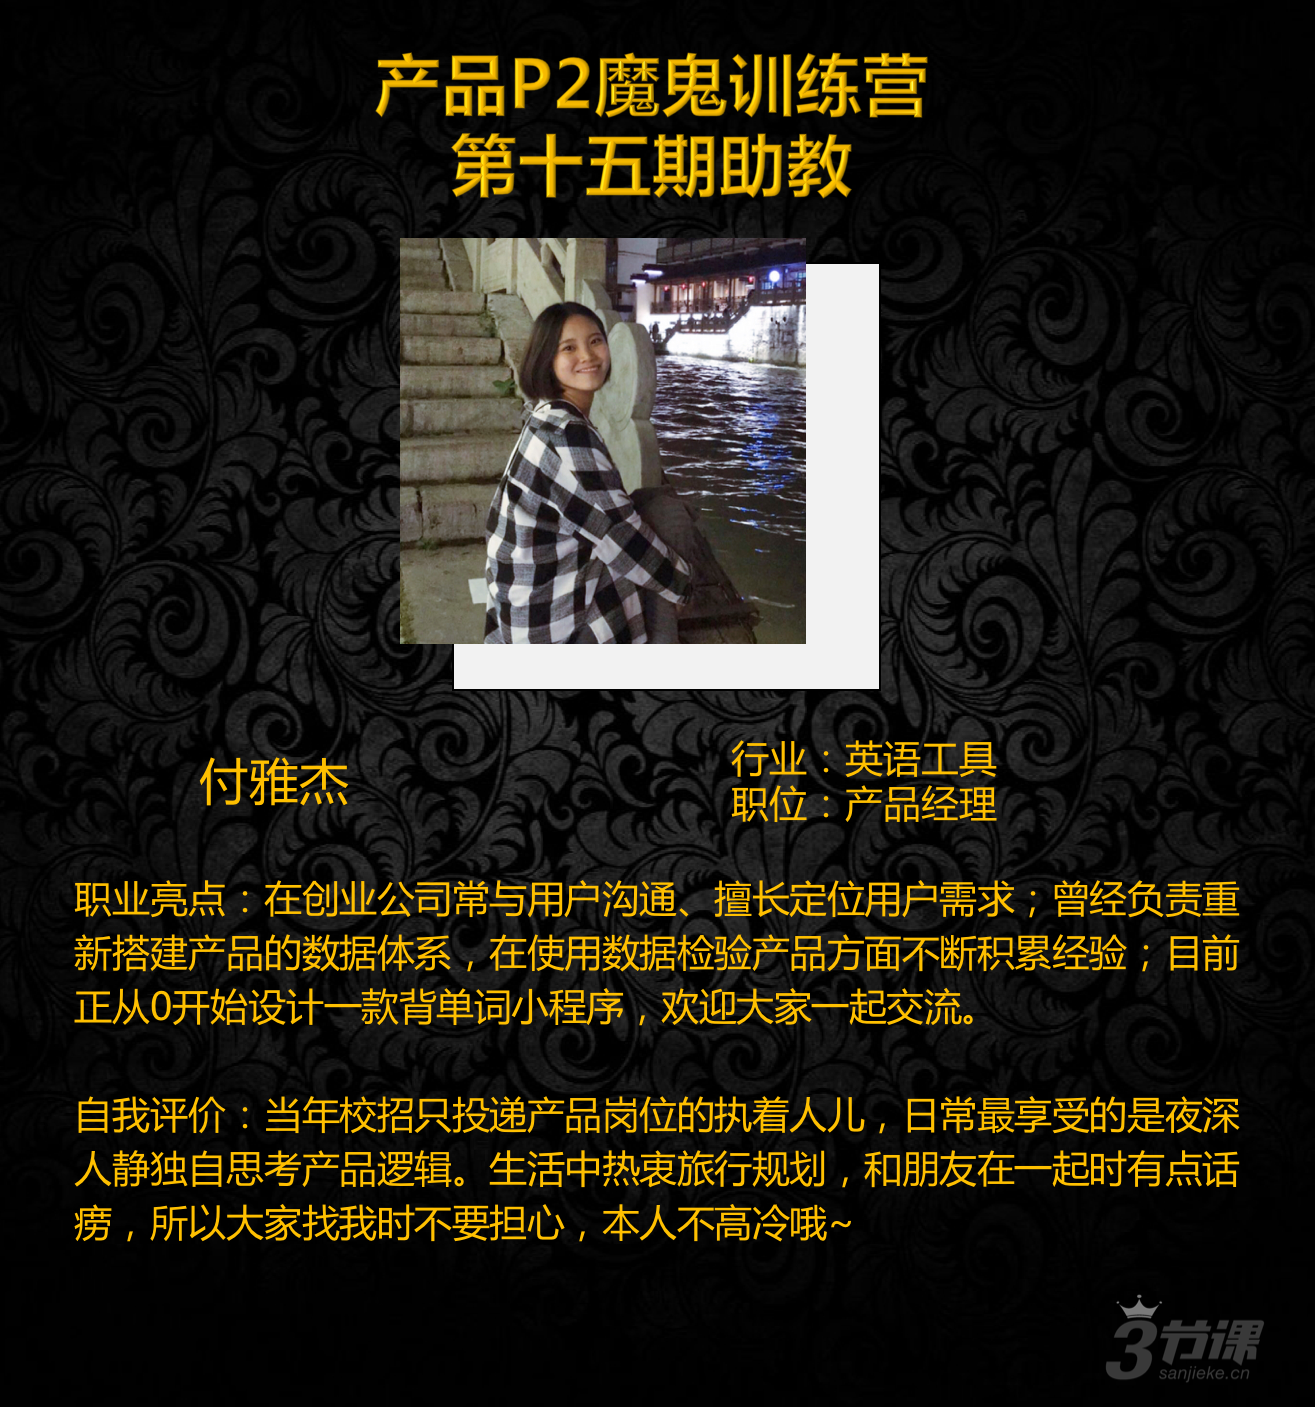 产品P2魔鬼训练营
第十五期助教
付雅杰
行业：英语工具
职位：产品经理
职业亮点：在创业公司常与用户沟通、擅长定位用户需求；曾经负责重
新搭建产品的数据体系，在使用数据检验产品方面不断积累经验；目前
正从0开始设计一款背单词小程序，欢迎大家一起交流。
自我评价：当年校招只投递产品岗位的执着人儿，日常最享受的是夜深
人静独自思考产品逻辑。生活中热衷旅行规划，和朋友在一起时有点话
痨，所以大家找我时不要担心，本人不高冷哦~
3节课
sanjieke.cn